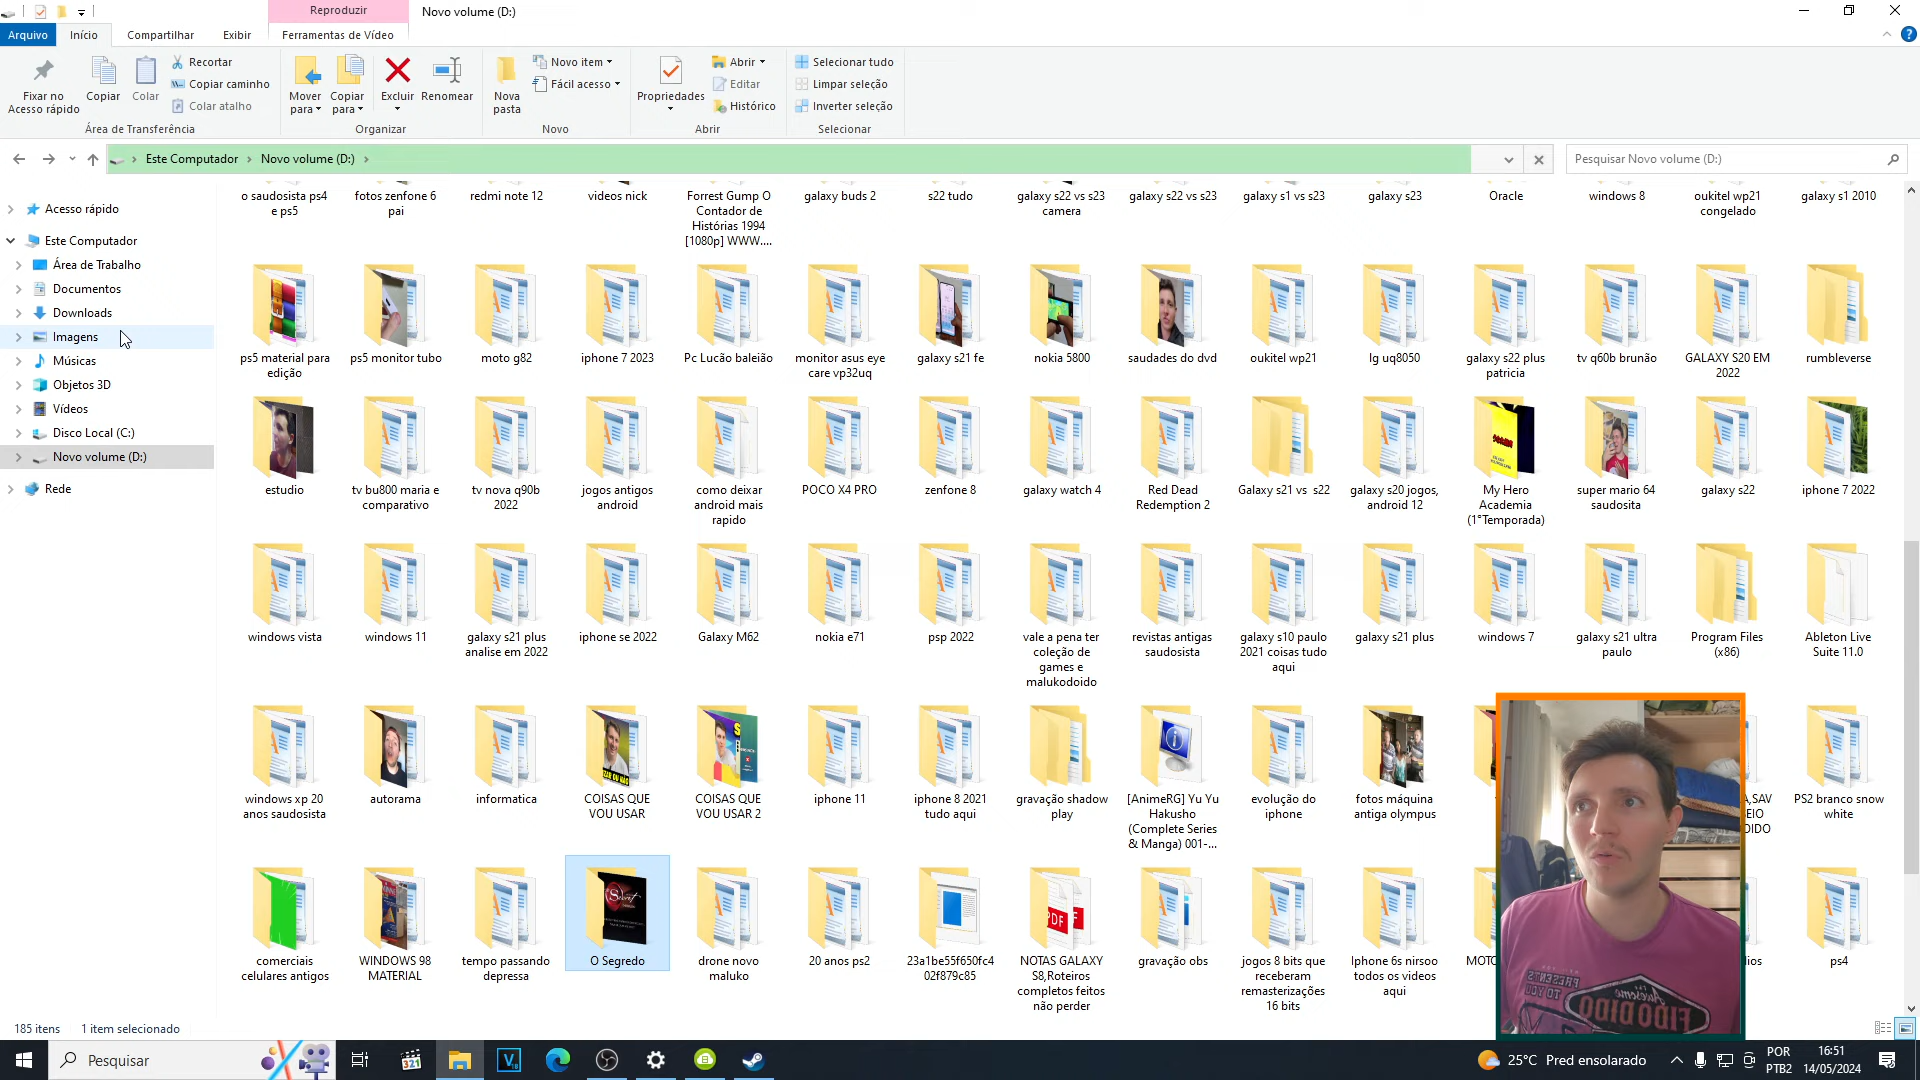 Reproduzir
Novo volume (D:)
Arquivo
Início
Compartilhar
Exibir
Ferramentas de Vídeo
Fixar no
Acesso rápido
Copiar
Colar
Recortar
Copiar caminho
Colar atalho
Área de Transferência
Mover
para
Copiar
para
Excluir
Renomear
Organizar
Nova
pasta
Novo item
Fácil acesso
Novo
Propriedades
Abrir
Editar
Histórico
Abrir
Selecionar tudo
Limpar seleção
Inverter seleção
Selecionar
Este Computador
Novo volume (D:)
Pesquisar Novo volume (D:)
Acesso rápido
Este Computador
Área de Trabalho
Documentos
Downloads
Imagens
Músicas
Objetos 3D
Vídeos
Disco Local (C:)
Novo volume (D:)
Rede
o saudosista ps4
e ps5
fotos zenfone 6
pai
redmi note 12
videos nick
Forrest Gump O
Contador de
Histórias 1994
[1080p] WWW....
galaxy buds 2
s22 tudo
galaxy s22 vs s23
camera
galaxy s22 vs s23
galaxy s1 vs s23
galaxy s23
Oracle
windows 8
oukitel wp21
congelado
galaxy s1 2010
ps5 material para
edição
ps5 monitor tubo
moto g82
iphone 7 2023
Pc Lucão baleião
monitor asus eye
care vp32uq
galaxy s21 fe
nokia 5800
saudades do dvd
oukitel wp21
lg uq8050
galaxy s22 plus
patricia
tv q60b brunão
GALAXY S20 EM
2022
rumbleverse
estudio
tv bu800 maria e
comparativo
tv nova q90b
2022
jogos antigos
android
como deixar
android mais
rapido
POCO X4 PRO
zenfone 8
galaxy watch 4
Red Dead
Redemption 2
Galaxy s21 vs s22
galaxy s20 jogos,
android 12
My Hero
Academia
(1°Temporada)
super mario 64
saudosita
galaxy s22
iphone 7 2022
windows vista
windows 11
galaxy s21 plus
analise em 2022
iphone se 2022
Galaxy M62
nokia e71
psp 2022
vale a pena ter
coleção de
games e
malukodoido
revistas antigas
saudosista
galaxy s10 paulo
2021 coisas tudo
aqui
galaxy s21 plus
windows 7
galaxy s21 ultra
paulo
Program Files
(x86)
Ableton Live
Suite 11.0
windows xp 20
anos saudosista
autorama
informatica
COISAS QUE
VOU USAR
COISAS QUE
VOU USAR 2
iphone 11
iphone 8 2021
tudo aqui
gravação shadow
play
[AnimeRG] Yu Yu
Hakusho
(Complete Series
& Manga) 001-...
evolução do
iphone
fotos máquina
antiga olympus
PS2 branco snow
white
comerciais
celulares antigos
WINDOWS 98
MATERIAL
tempo passando
depressa
O Segredo
drone novo
maluko
20 anos ps2
23a1be55f650fc4
02f879c85
NOTAS GALAXY
S8,Roteiros
completos feitos
não perder
gravação obs
jogos 8 bits que
receberam
remasterizações
16 bits
Iphone 6s nirsoo
todos os videos
aqui
ps4
185 itens
1 item selecionado
Pesquisar
25°C Pred ensolarado
POR
PTB2
16:51
14/05/2024